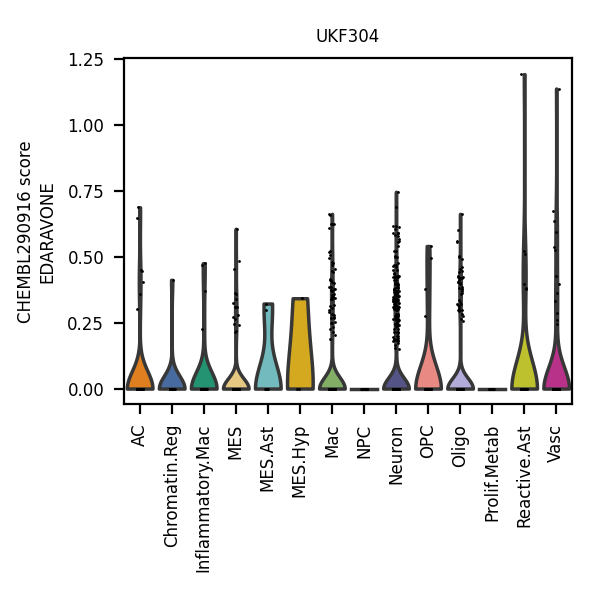 UKF304
CHEMBL290916 score
EDARAVONE
1.25
1.00
0.75
0.50
0.25
0.00
AC
Chromatin.Reg
Inflammatory.Mac
MES
MES.Ast
MES.Hyp
Mac
NPC
Neuron
OPC
Oligo
Prolif.Metab
Reactive.Ast
Vasc